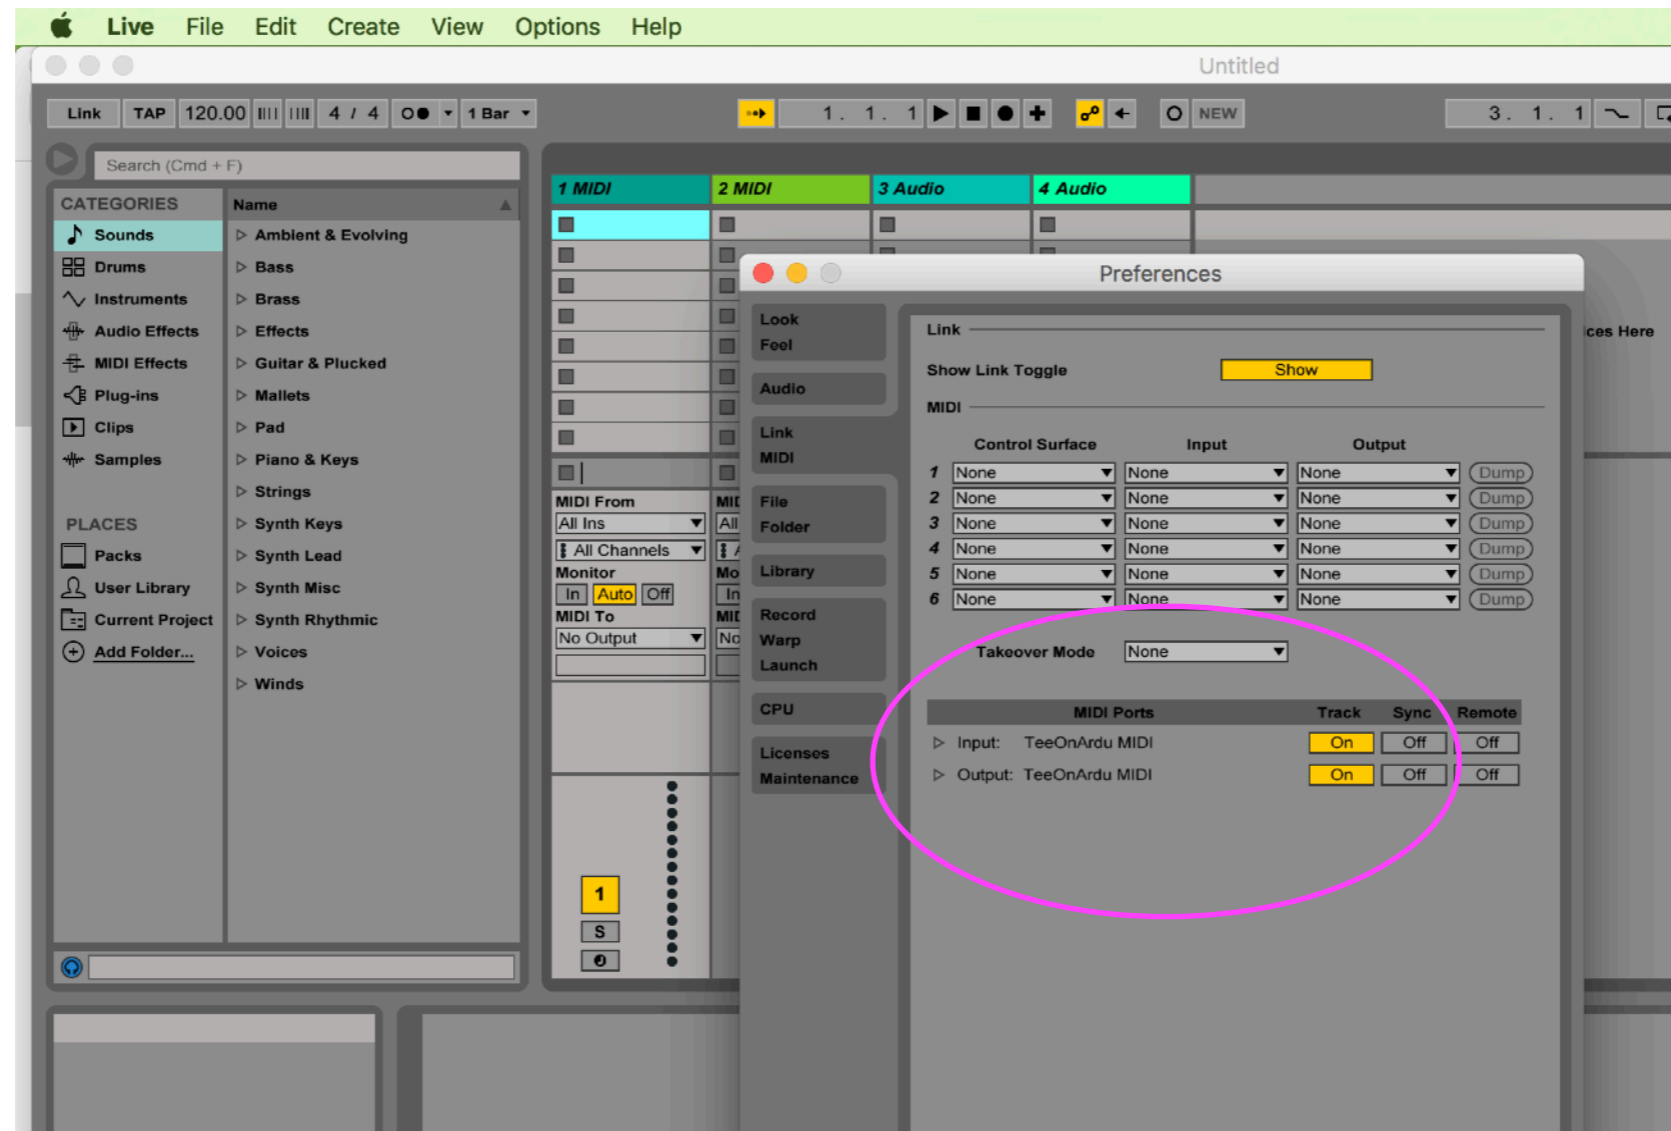 Live File Edit Create View Options Help
Untitled
Link TAP 120.00 4 / 4 1 Bar 1. 1. 1 NEW 3. 1. 1
Search (Cmd + F)
CATEGORIES
Sounds
Drums
Instruments
Audio Effects
MIDI Effects
Plug-ins
Clips
Samples
PLACES
Packs
User Library
Current Project
Add Folder...
Name
Ambient & Evolving
Bass
Brass
Effects
Guitar & Plucked
Mallets
Pad
Piano & Keys
Strings
Synth Keys
Synth Lead
Synth Misc
Synth Rhythmic
Voices
Winds
1 MIDI 2 MIDI 3 Audio 4 Audio
MIDI From
All Ins All
All Channels
Monitor Mo
In Auto Off In
MIDI To
No Output No
1
S
ces Here
Preferences
Look
Feel
Audio
Link
MIDI
File
Folder
Library
Record
Warp
Launch
CPU
Licenses
Maintenance
Link
Show Link Toggle Show
MIDI
Control Surface Input Output
1 None None None Dump
2 None None None Dump
3 None None None Dump
4 None None None Dump
5 None None None Dump
6 None None None Dump
Takeover Mode None
MIDI Ports Track Sync Remote
Input: TeeOnArdu MIDI On Off Off
Output: TeeOnArdu MIDI On Off Off